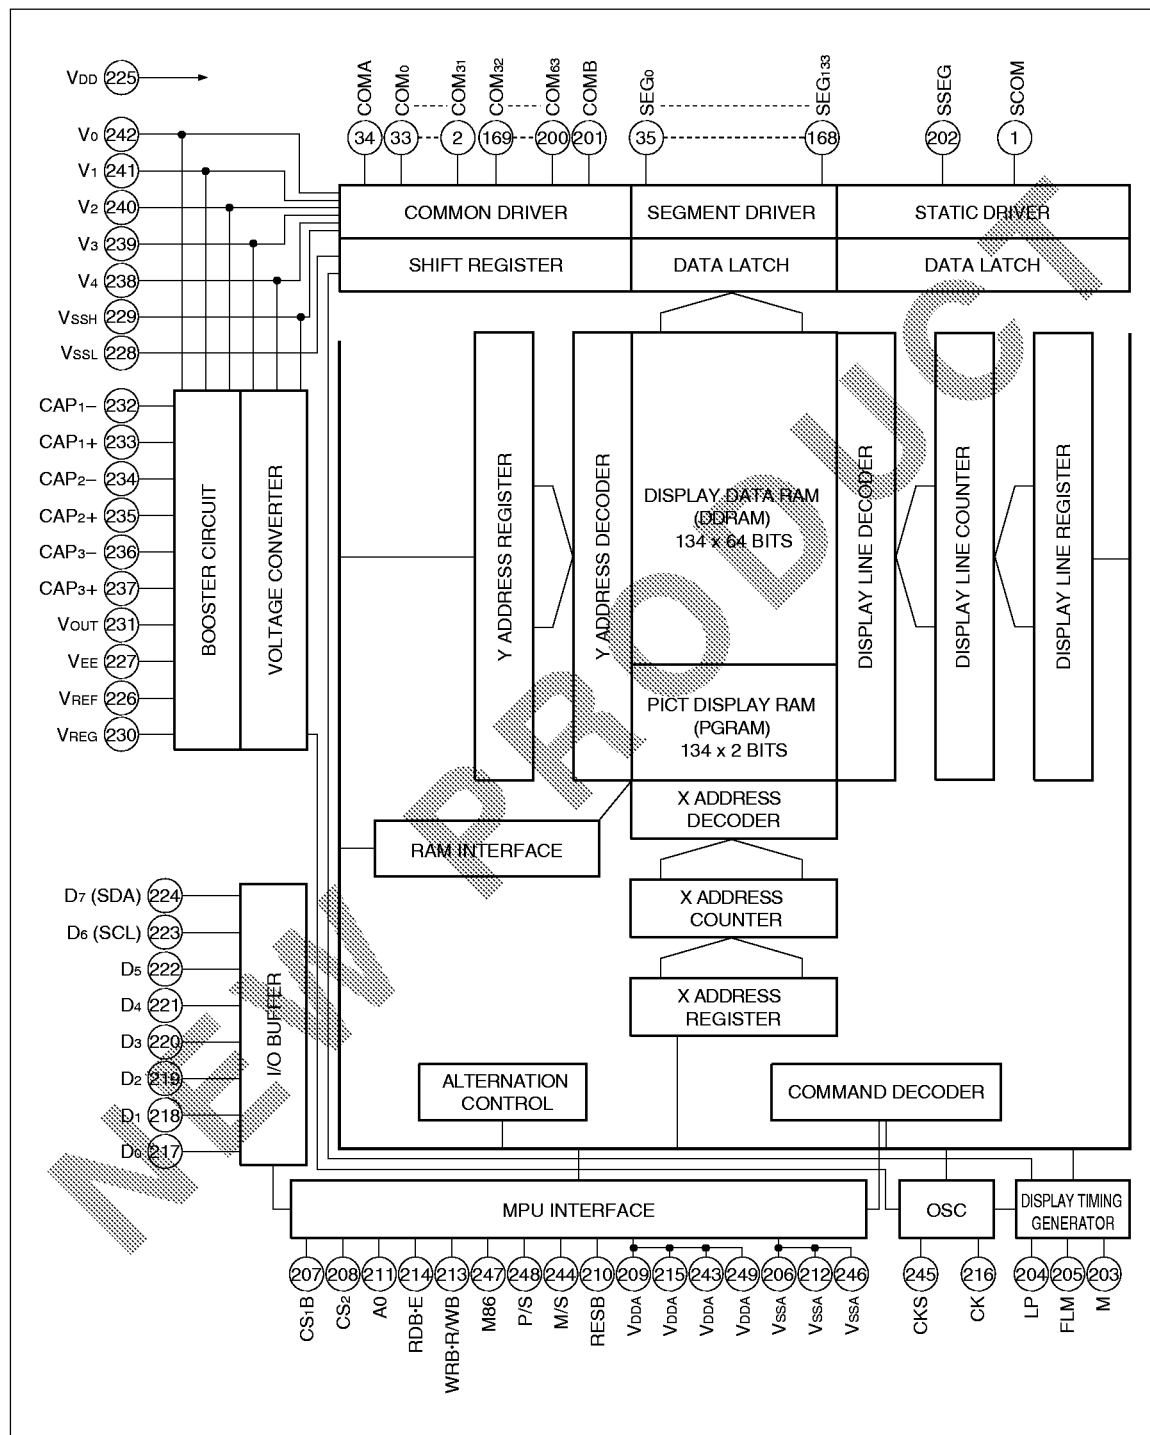 VDD 225
V0 242
V1 241
V2 240
V3 239
V4 238
VSSH 229
VSSL 228
CAP1− 232
CAP1+ 233
CAP2− 234
CAP2+ 235
CAP3− 236
CAP3+ 237
VOUT 231
VEE 227
VREF 226
VREG 230
BOOSTER CIRCUIT
VOLTAGE CONVERTER
COMA 34
COM0 33
COM31 2
COM32 169
COM63 200
COMB 201
SEG0 35
SEG133 168
SSEG 202
SCOM 1
COMMON DRIVER
SEGMENT DRIVER
STATIC DRIVER
SHIFT REGISTER
DATA LATCH
DATA LATCH
Y ADDRESS REGISTER
Y ADDRESS DECODER
DISPLAY DATA RAM
(DDRAM)
134 x 64 BITS
PICT DISPLAY RAM
(PGRAM)
134 x 2 BITS
DISPLAY LINE DECODER
DISPLAY LINE COUNTER
DISPLAY LINE REGISTER
X ADDRESS
DECODER
RAM INTERFACE
X ADDRESS
COUNTER
X ADDRESS
REGISTER
D7 (SDA) 224
D6 (SCL) 223
D5 222
D4 221
D3 220
D2 219
D1 218
D0 217
I/O BUFFER
ALTERNATION
CONTROL
COMMAND DECODER
MPU INTERFACE
OSC
DISPLAY TIMING
GENERATOR
207 CS1B
208 CS2
211 A0
214 RDB•E
213 WRB•R/WB
247 M86
248 P/S
244 M/S
210 RESB
209 VDDA
215 VDDA
243 VDDA
249 VDDA
206 VSSA
212 VSSA
246 VSSA
245 CKS
216 CK
204 LP
205 FLM
203 M
NEW PRODUCT